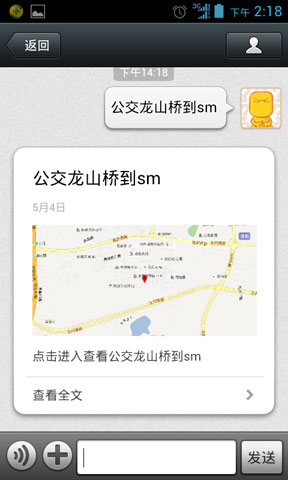 3G
下午 2:18
返回
下午14:18
公交龙山桥到sm
公交龙山桥到sm
5月4日
点击进入查看公交龙山桥到sm
查看全文
发送